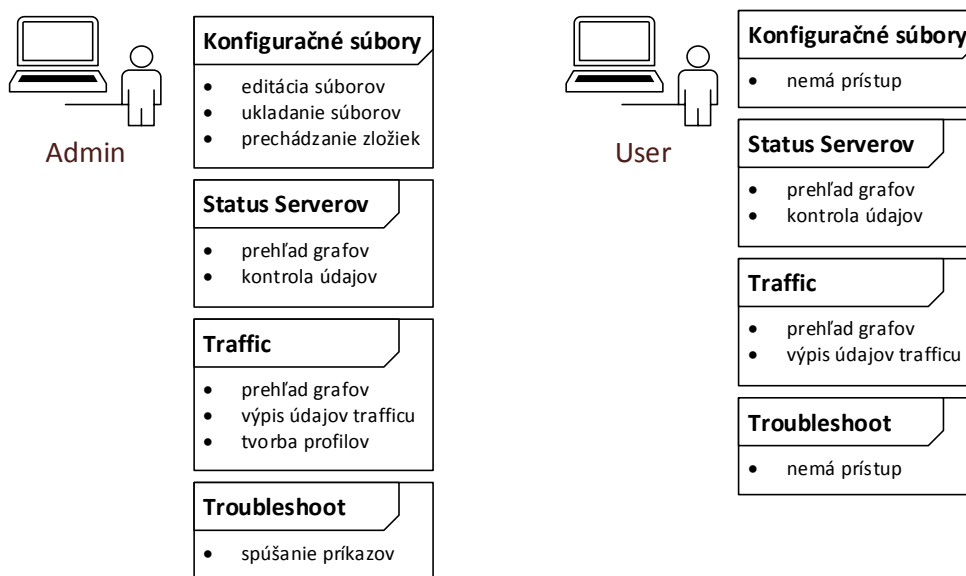 Admin
Konfiguračné súbory
• editácia súborov
• ukladanie súborov
• prechádzanie zložiek
Status Serverov
• prehľad grafov
• kontrola údajov
Traffic
• prehľad grafov
• výpis údajov trafficu
• tvorba profilov
Troubleshoot
• spúšanie príkazov
User
Konfiguračné súbory
• nemá prístup
Status Serverov
• prehľad grafov
• kontrola údajov
Traffic
• prehľad grafov
• výpis údajov trafficu
Troubleshoot
• nemá prístup